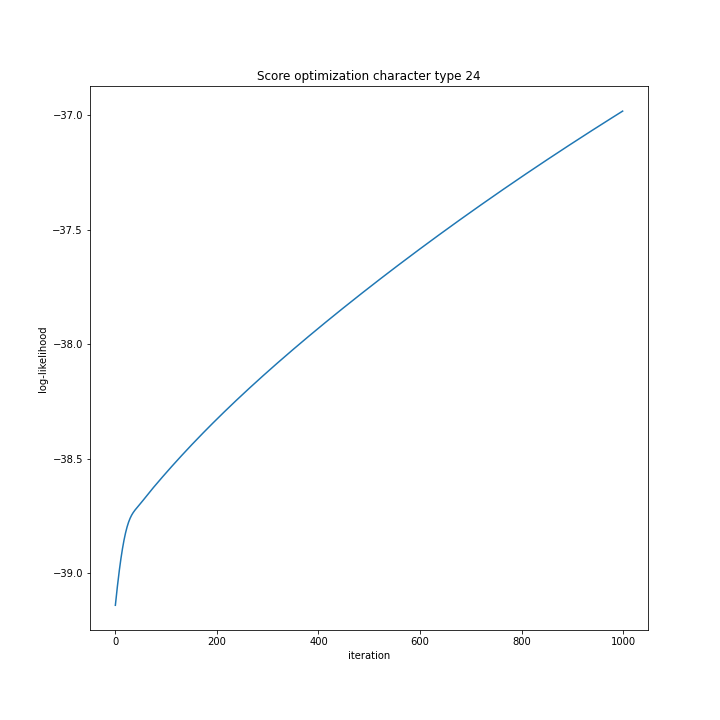 Score optimization character type 24
−37.0
−37.5
−38.0
−38.5
−39.0
log-likelihood
0 200 400 600 800 1000
iteration